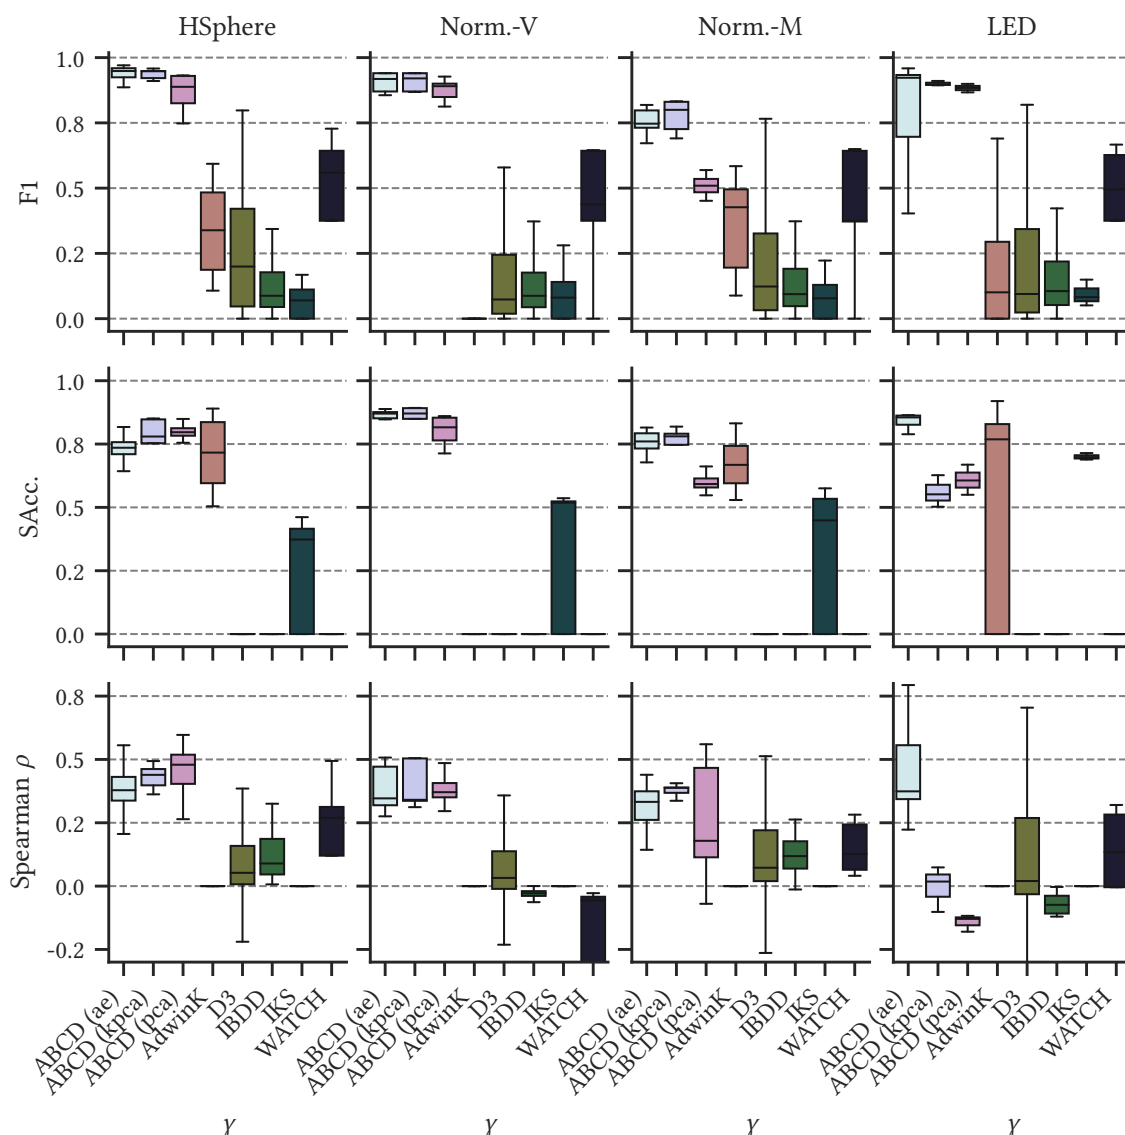 HSphere Norm.-V Norm.-M LED
F1
1.0
0.8
0.5
0.2
0.0
SAcc.
1.0
0.8
0.5
0.2
0.0
Spearman ρ
0.8
0.5
0.2
0.0
-0.2
ABCD (ae) ABCD (kpca) ABCD (pca) AdwinK D3 IBDD IKS WATCH
ABCD (ae) ABCD (kpca) ABCD (pca) AdwinK D3 IBDD IKS WATCH
ABCD (ae) ABCD (kpca) ABCD (pca) AdwinK D3 IBDD IKS WATCH
ABCD (ae) ABCD (kpca) ABCD (pca) AdwinK D3 IBDD IKS WATCH
γ γ γ γ